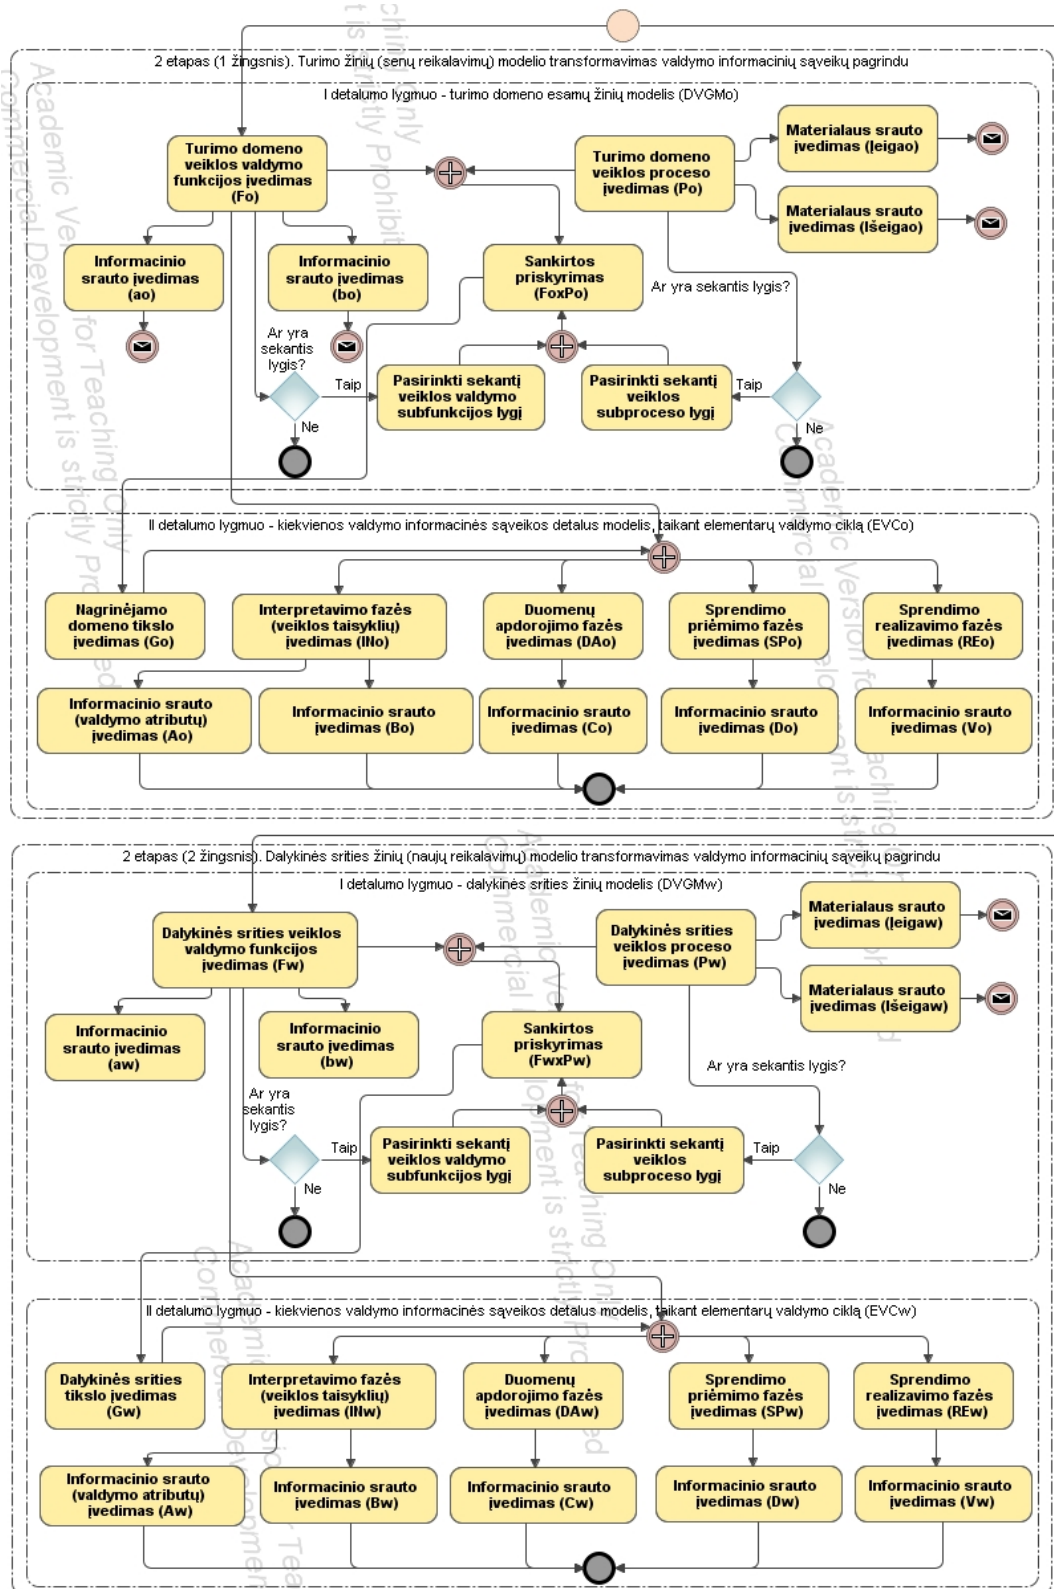 2 etapas (1 žingsnis). Turimo žinių (senų reikalavimų) modelio transformavimas valdymo informacinių sąveikų pagrindu
I detalumo lygmuo - turimo domeno esamų žinių modelis (DVGMo)
Turimo domeno
veiklos valdymo
funkcijos įvedimas
(Fo)
Turimo domeno
veiklos proceso
įvedimas (Po)
Materialaus srauto
įvedimas (Įeigao)
Materialaus srauto
įvedimas (Išeigao)
Informacinio
srauto įvedimas
(ao)
Informacinio
srauto įvedimas
(bo)
Sankirtos
priskyrimas
(FoxPo)
Ar yra sekantis lygis?
Ar yra
sekantis
lygis?
Taip
Pasirinkti sekantį
veiklos valdymo
subfunkcijos lygį
Pasirinkti sekantį
veiklos
subproceso lygį
Taip
Ne
Ne
II detalumo lygmuo - kiekvienos valdymo informacinės sąveikos detalus modelis, taikant elementarų valdymo ciklą (EVCo)
Nagrinėjamo
domeno tikslo
įvedimas (Go)
Interpretavimo fazės
(veiklos taisyklių)
įvedimas (INo)
Duomenų
apdorojimo fazės
įvedimas (DAo)
Sprendimo
priėmimo fazės
įvedimas (SPo)
Sprendimo
realizavimo fazės
įvedimas (REo)
Informacinio srauto
(valdymo atributų)
įvedimas (Ao)
Informacinio srauto
įvedimas (Bo)
Informacinio srauto
įvedimas (Co)
Informacinio srauto
įvedimas (Do)
Informacinio srauto
įvedimas (Vo)
2 etapas (2 žingsnis). Dalykinės srities žinių (naujų reikalavimų) modelio transformavimas valdymo informacinių sąveikų pagrindu
I detalumo lygmuo - dalykinės srities žinių modelis (DVGMw)
Dalykinės srities veiklos
valdymo funkcijos
įvedimas (Fw)
Dalykinės srities
veiklos proceso
įvedimas (Pw)
Materialaus srauto
įvedimas (Įeigaw)
Materialaus srauto
įvedimas (Išeigaw)
Informacinio
srauto įvedimas
(aw)
Informacinio
srauto įvedimas
(bw)
Sankirtos
priskyrimas
(FwxPw)
Ar yra sekantis lygis?
Ar yra
sekantis
lygis?
Taip
Pasirinkti sekantį
veiklos valdymo
subfunkcijos lygį
Pasirinkti sekantį
veiklos
subproceso lygį
Taip
Ne
Ne
II detalumo lygmuo - kiekvienos valdymo informacinės sąveikos detalus modelis, taikant elementarų valdymo ciklą (EVCw)
Dalykinės srities
tikslo įvedimas
(Gw)
Interpretavimo fazės
(veiklos taisyklių)
įvedimas (INw)
Duomenų
apdorojimo fazės
įvedimas (DAw)
Sprendimo
priėmimo fazės
įvedimas (SPw)
Sprendimo
realizavimo fazės
įvedimas (REw)
Informacinio srauto
(valdymo atributų)
įvedimas (Aw)
Informacinio srauto
įvedimas (Bw)
Informacinio srauto
įvedimas (Cw)
Informacinio srauto
įvedimas (Dw)
Informacinio srauto
įvedimas (Vw)